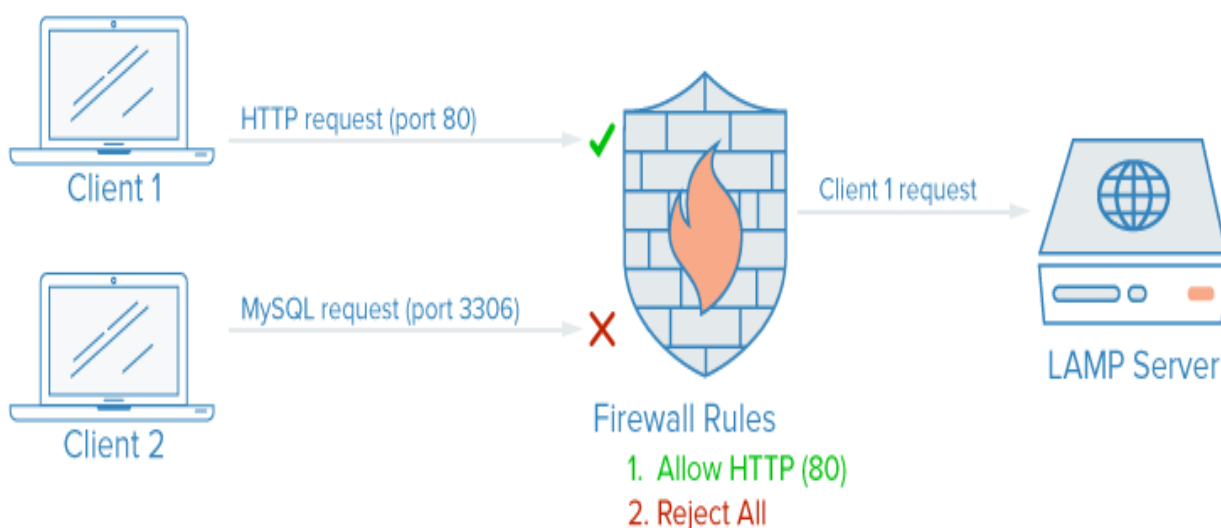 HTTP request (port 80)
Client 1
Client 1 request
MySQL request (port 3306)
Client 2
LAMP Server
Firewall Rules
1. Allow HTTP (80)
2. Reject All